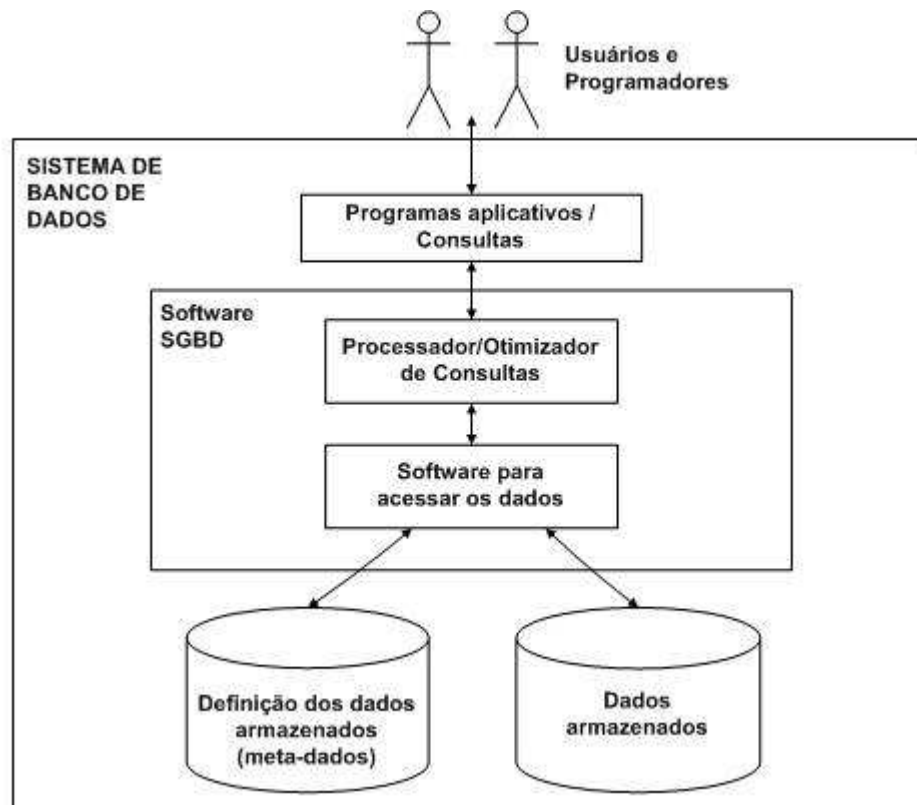 Usuários e
Programadores
SISTEMA DE
BANCO DE
DADOS
Programas aplicativos /
Consultas
Software
SGBD
Processador/Otimizador
de Consultas
Software para
acessar os dados
Definição dos dados
armazenados
(meta-dados)
Dados
armazenados